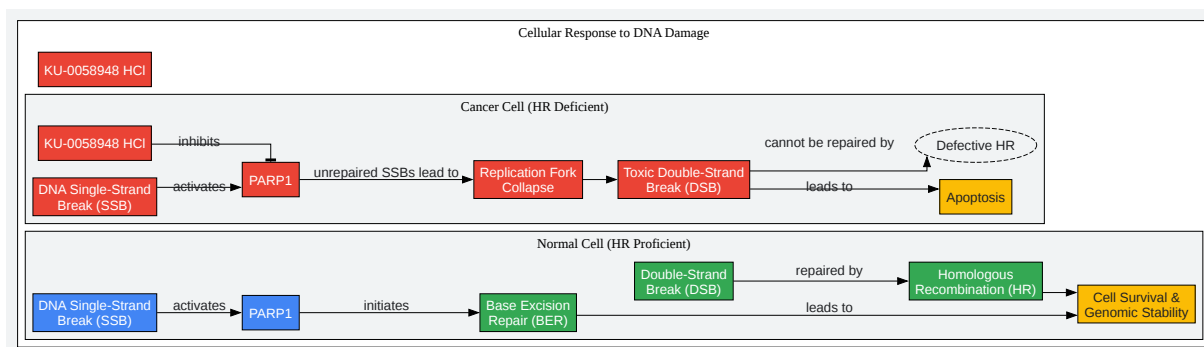 Cellular Response to DNA Damage
KU-0058948 HCl
Cancer Cell (HR Deficient)
KU-0058948 HCl
inhibits
cannot be repaired by
Defective HR
DNA Single-Strand
Break (SSB)
activates
PARP1
unrepaired SSBs lead to
Replication Fork
Collapse
Toxic Double-Strand
Break (DSB)
leads to
Apoptosis
Normal Cell (HR Proficient)
Double-Strand
Break (DSB)
repaired by
Homologous
Recombination (HR)
DNA Single-Strand
Break (SSB)
activates
PARP1
initiates
Base Excision
Repair (BER)
leads to
Cell Survival &
Genomic Stability